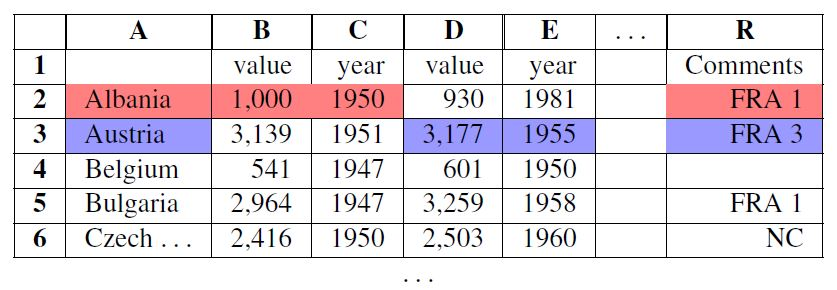 A B C D E ... R
1 value year value year Comments
2 Albania 1,000 1950 930 1981 FRA 1
3 Austria 3,139 1951 3,177 1955 FRA 3
4 Belgium 541 1947 601 1950
5 Bulgaria 2,964 1947 3,259 1958 FRA 1
6 Czech ... 2,416 1950 2,503 1960 NC
...